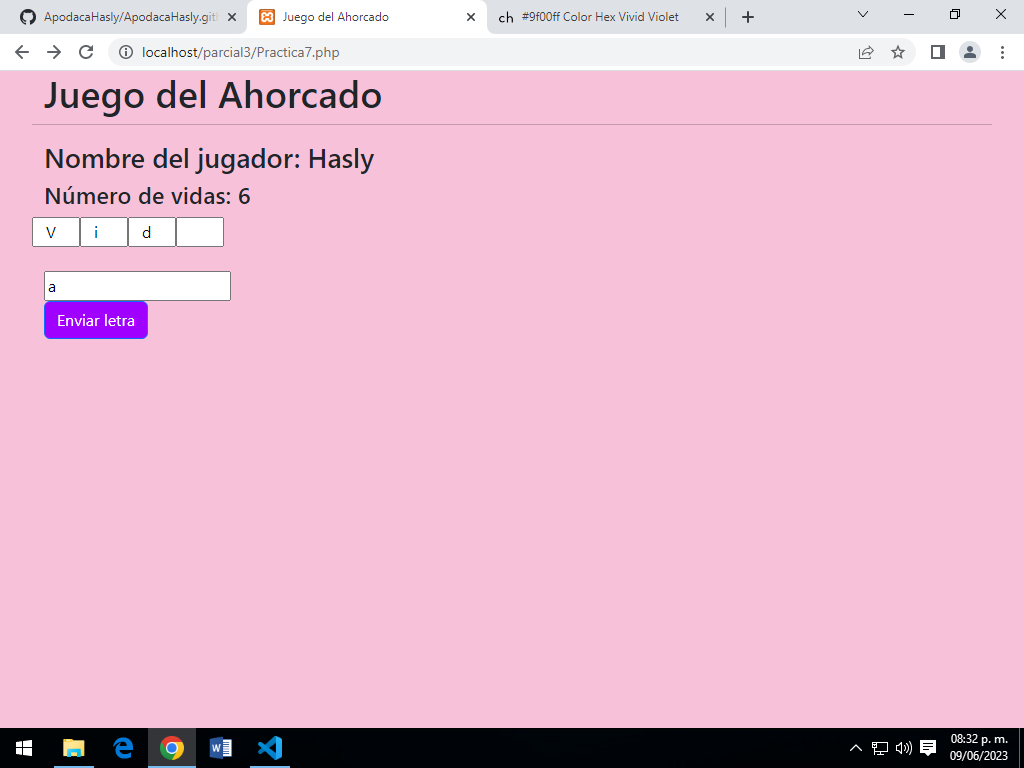 ApodacaHasly/ApodacaHasly.gitl
Juego del Ahorcado
ch #9f00ff Color Hex Vivid Violet
localhost/parcial3/Practica7.php
Juego del Ahorcado
Nombre del jugador: Hasly
Número de vidas: 6
V i d
a
Enviar letra
08:32 p. m.
09/06/2023